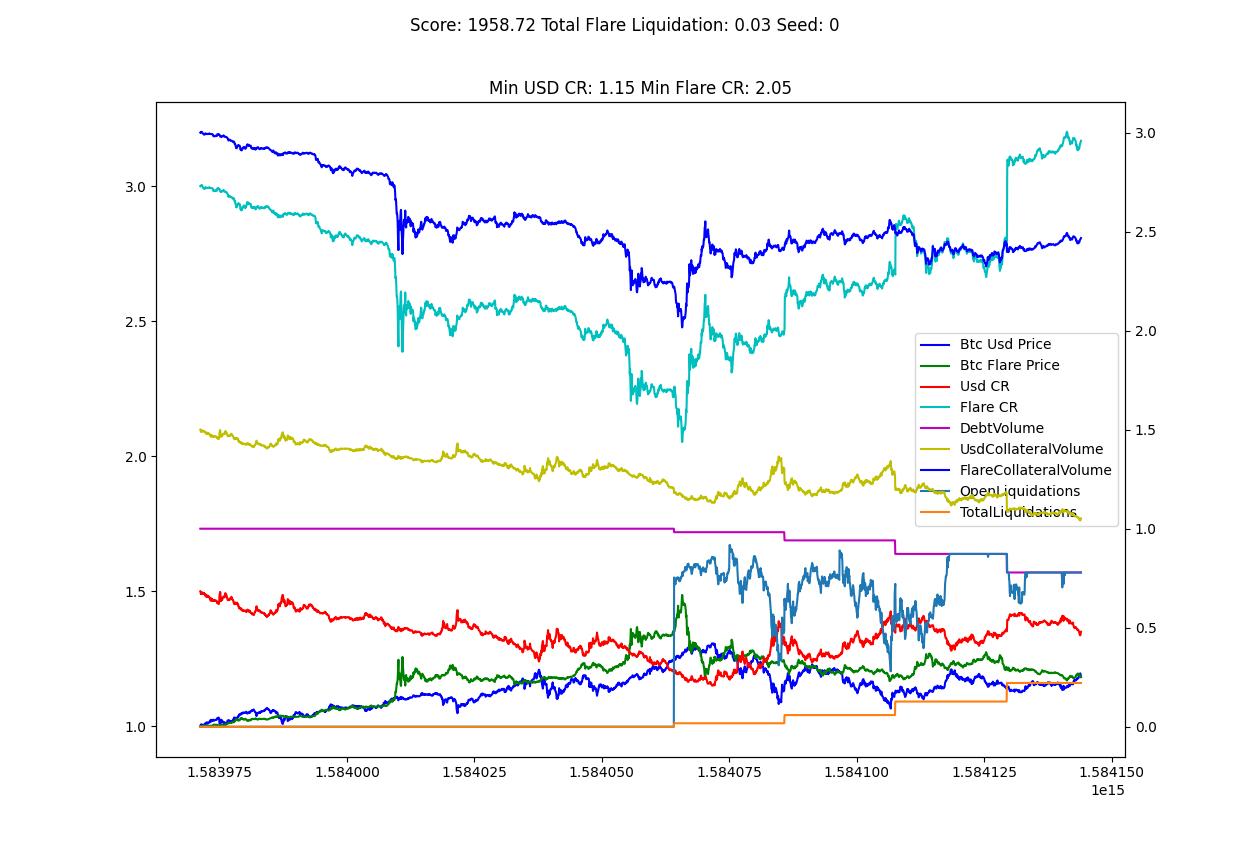 Score: 1958.72 Total Flare Liquidation: 0.03 Seed: 0
Min USD CR: 1.15 Min Flare CR: 2.05
3.0
2.5
2.0
1.5
1.0
3.0
2.5
2.0
1.5
1.0
0.5
0.0
Btc Usd Price
Btc Flare Price
Usd CR
Flare CR
DebtVolume
UsdCollateralVolume
FlareCollateralVolume
OpenLiquidations
TotalLiquidations
1.583975 1.584000 1.584025 1.584050 1.584075 1.584100 1.584125 1.584150
1e15